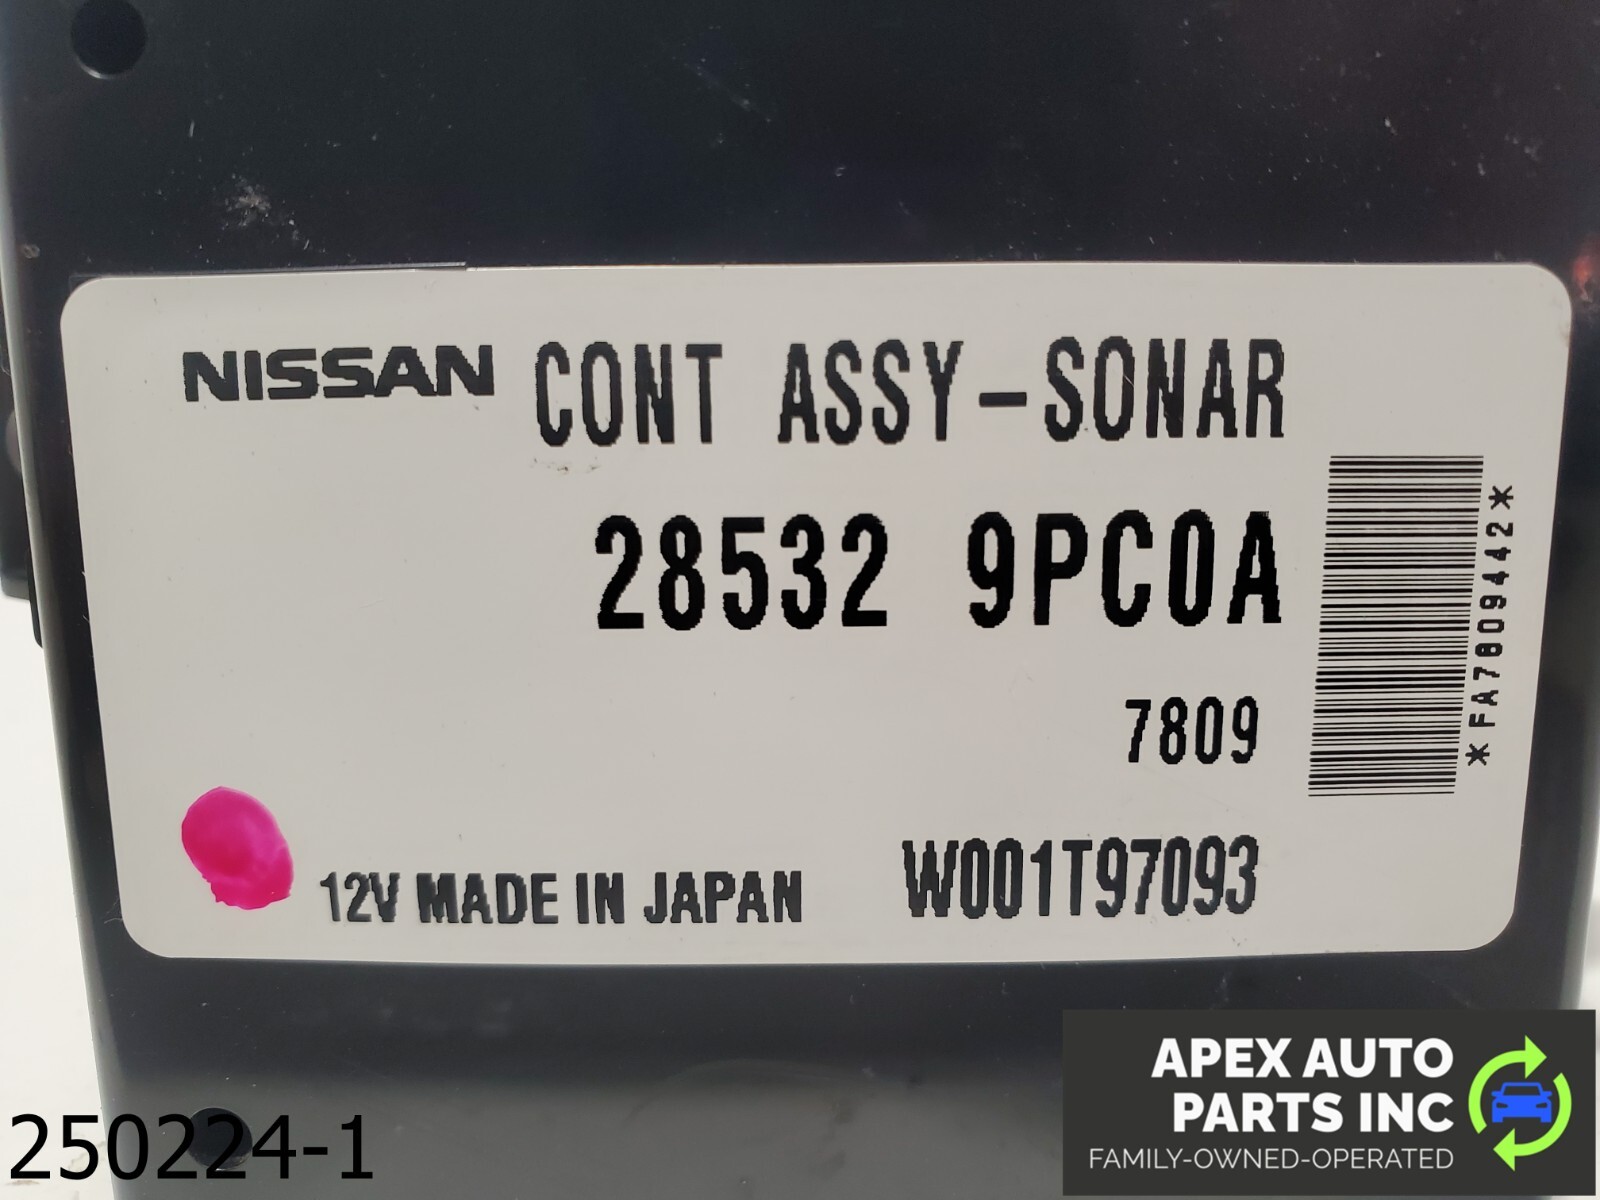 NISSAN CONT ASSY-SONAR
28532 9PC0A
7809
*FA7809442*
12V MADE IN JAPAN W001T97093
250224-1
APEX AUTO
PARTS INC
FAMILY-OWNED-OPERATED